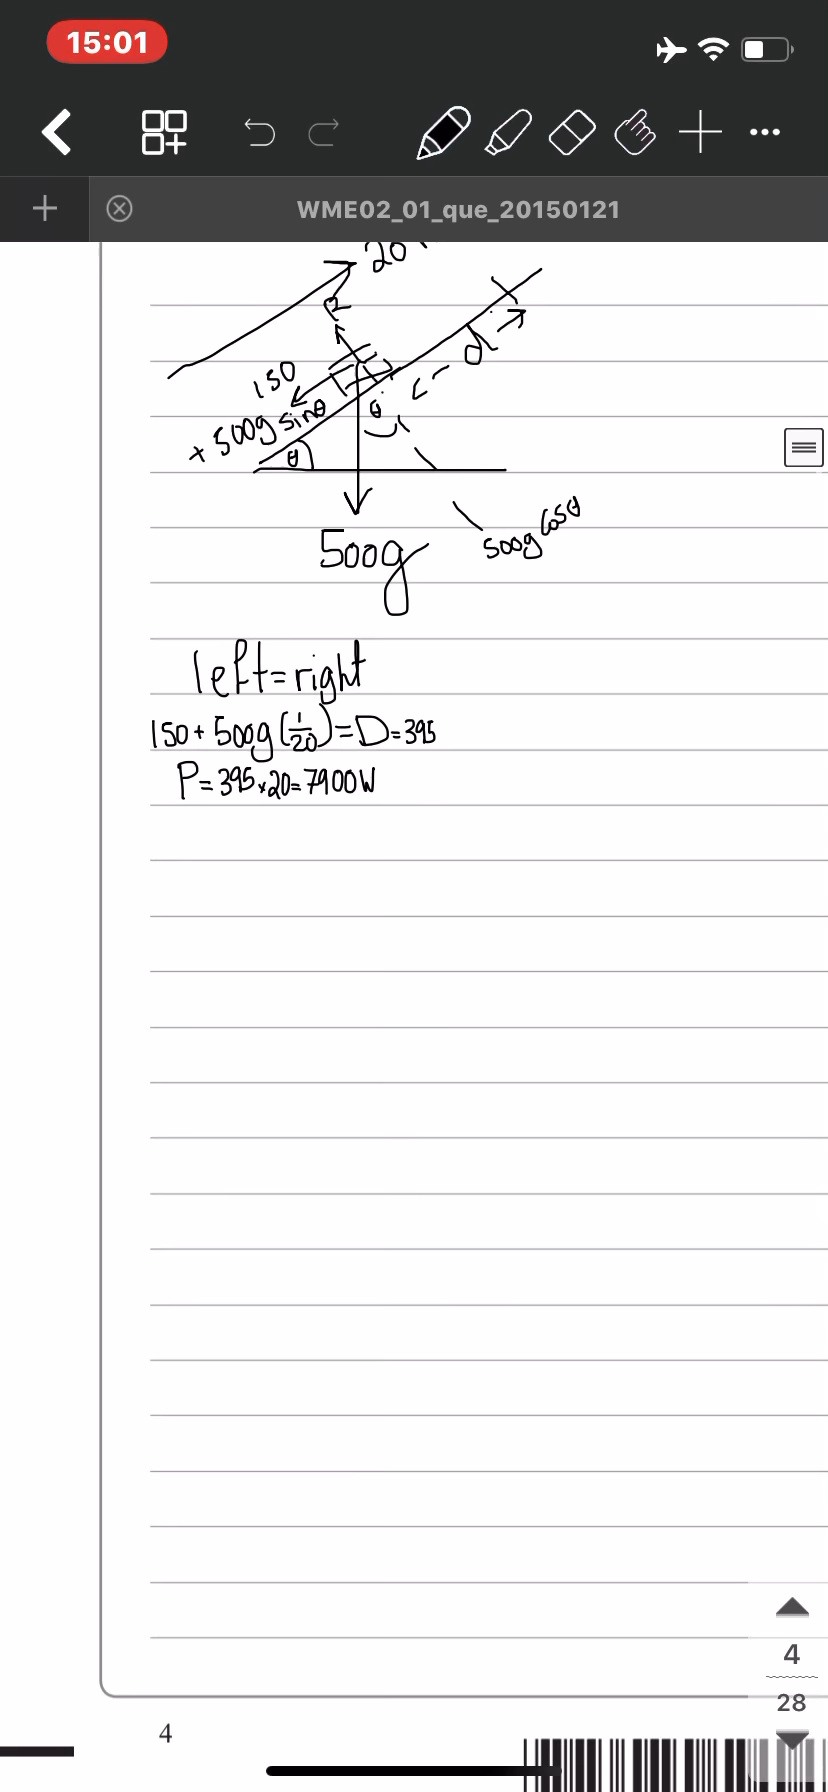 15:01
WME02_01_que_20150121
20
R
150
d
+ 500g sinθ
θ
θ
500g cosθ
500g
left=right
150 + 500g (1/20) = D = 395
P = 395 × 20 = 7900W
4
28
4